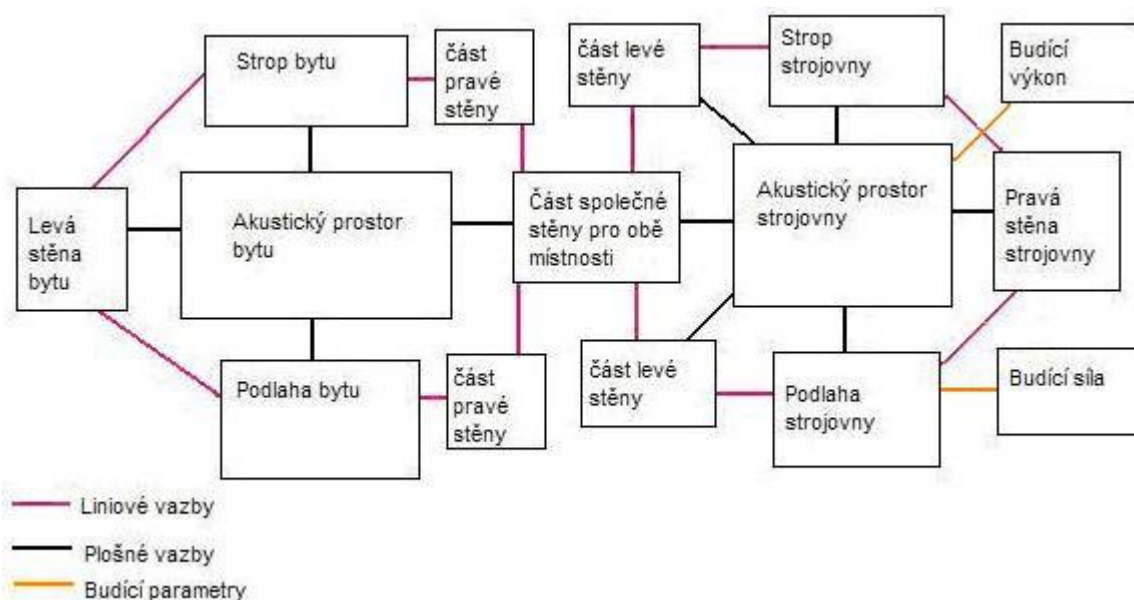 Strop bytu
část
pravé
stěny
část levé
stěny
Strop
strojovny
Budící
výkon
Levá
stěna
bytu
Akustický prostor
bytu
Část společné
stěny pro obě
místnosti
Akustický prostor
strojovny
Pravá
stěna
strojovny
Podlaha bytu
část
pravé
stěny
část levé
stěny
Podlaha
strojovny
Budící síla
Liniové vazby
Plošné vazby
Budící parametry